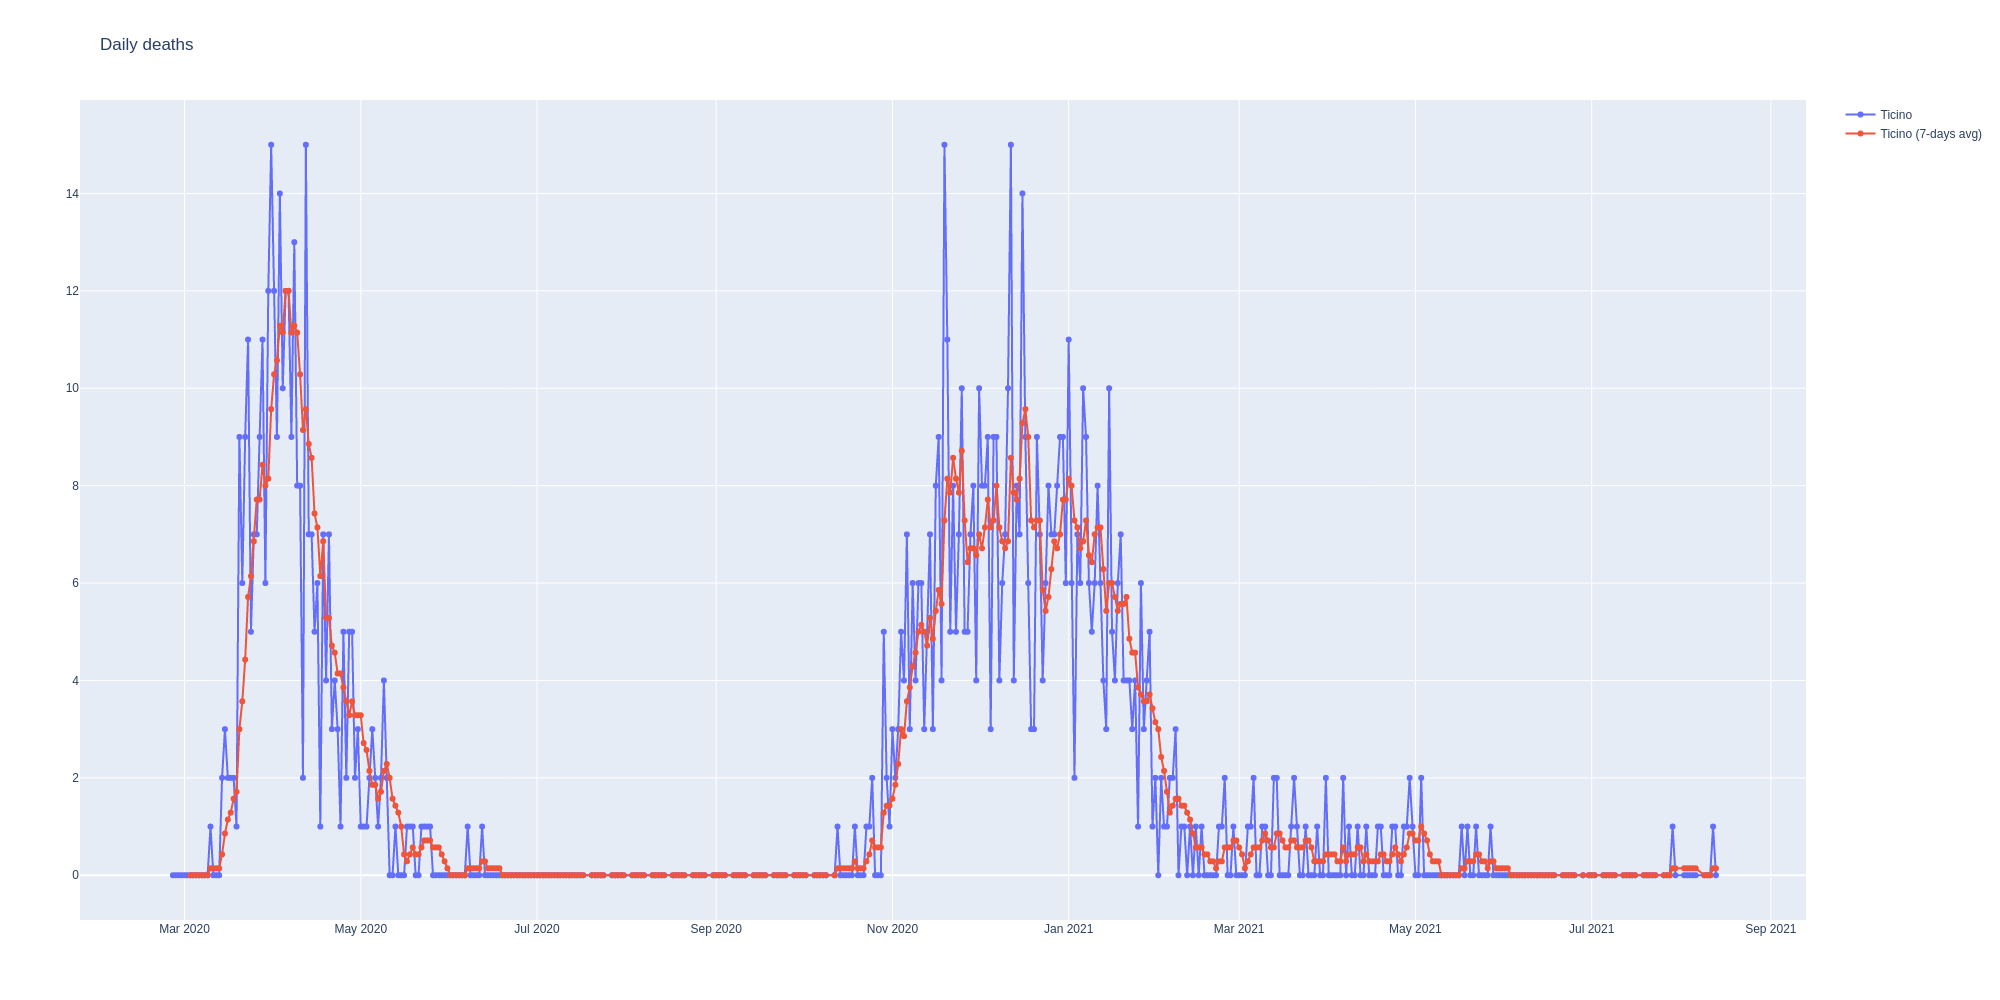 Daily deaths
Ticino
Ticino (7-days avg)
14
12
10
8
6
4
2
0
Mar 2020
May 2020
Jul 2020
Sep 2020
Nov 2020
Jan 2021
Mar 2021
May 2021
Jul 2021
Sep 2021